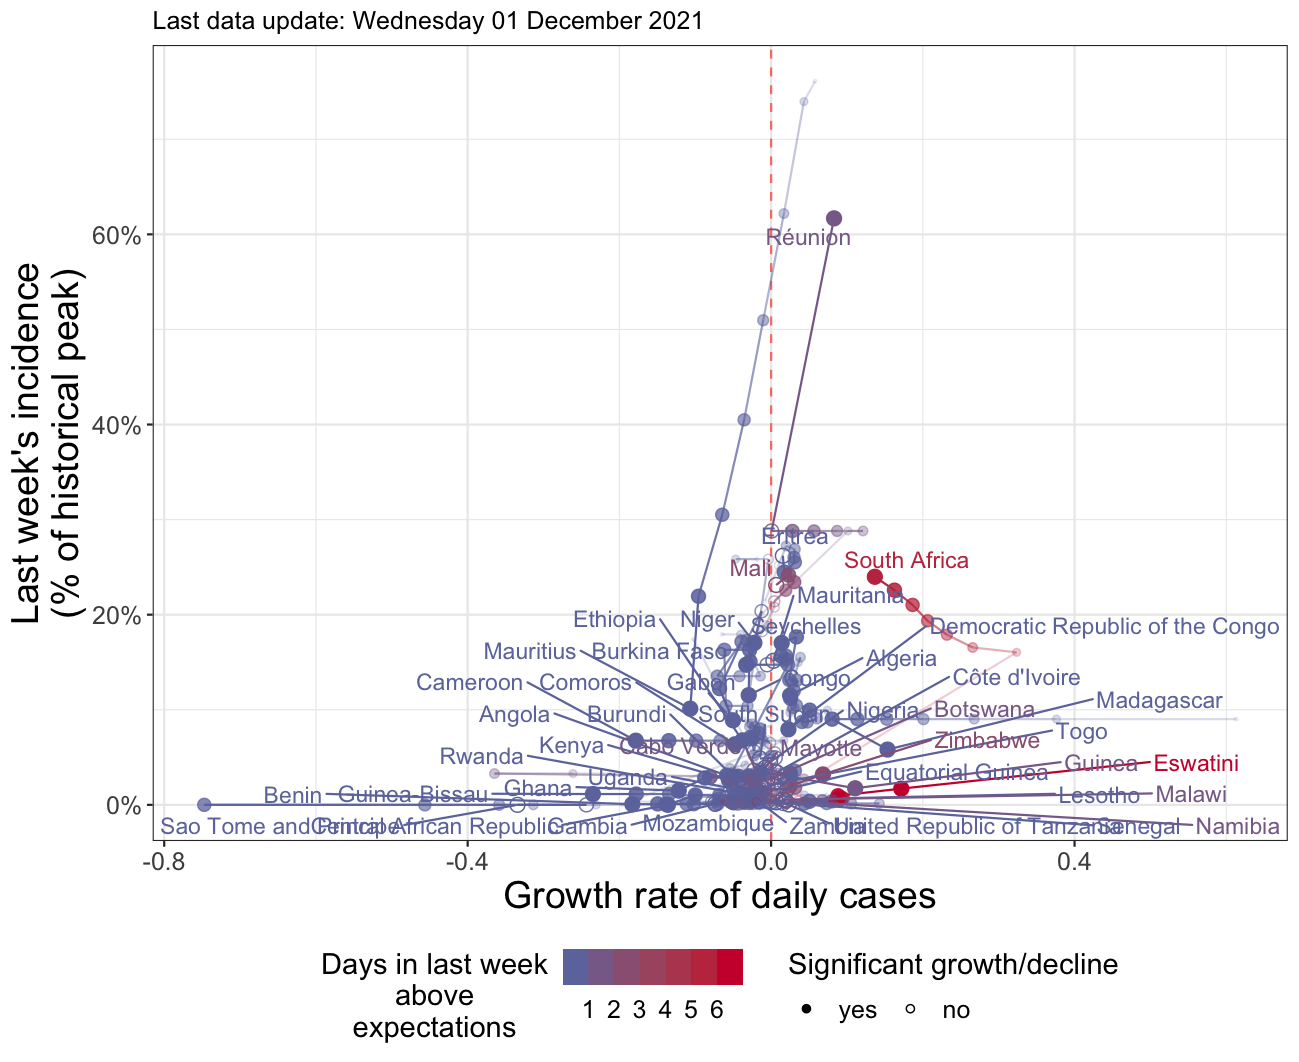 Last data update: Wednesday 01 December 2021
Last week's incidence
(% of historical peak)
60%
40%
20%
0%
Réunion
Eritrea
Mali
South Africa
Mauritania
Ethiopia
Niger
Seychelles
Democratic Republic of the Congo
Mauritius
Burkina Faso
Algeria
Cameroon
Comoros
Gabon
Congo
Côte d'Ivoire
Madagascar
Angola
Burundi
South Sudan
Nigeria
Botswana
Togo
Kenya
Cabo Verde
Mayotte
Zimbabwe
Rwanda
Uganda
Equatorial Guinea
Guinea
Eswatini
Benin
Guinea-Bissau
Ghana
Lesotho
Malawi
Sao Tome and Principe
Central African Republic
Gambia
Mozambique
Zambia
United Republic of Tanzania
Senegal
Namibia
-0.8
-0.4
0.0
0.4
Growth rate of daily cases
Days in last week
above
expectations
1 2 3 4 5 6
Significant growth/decline
yes
no